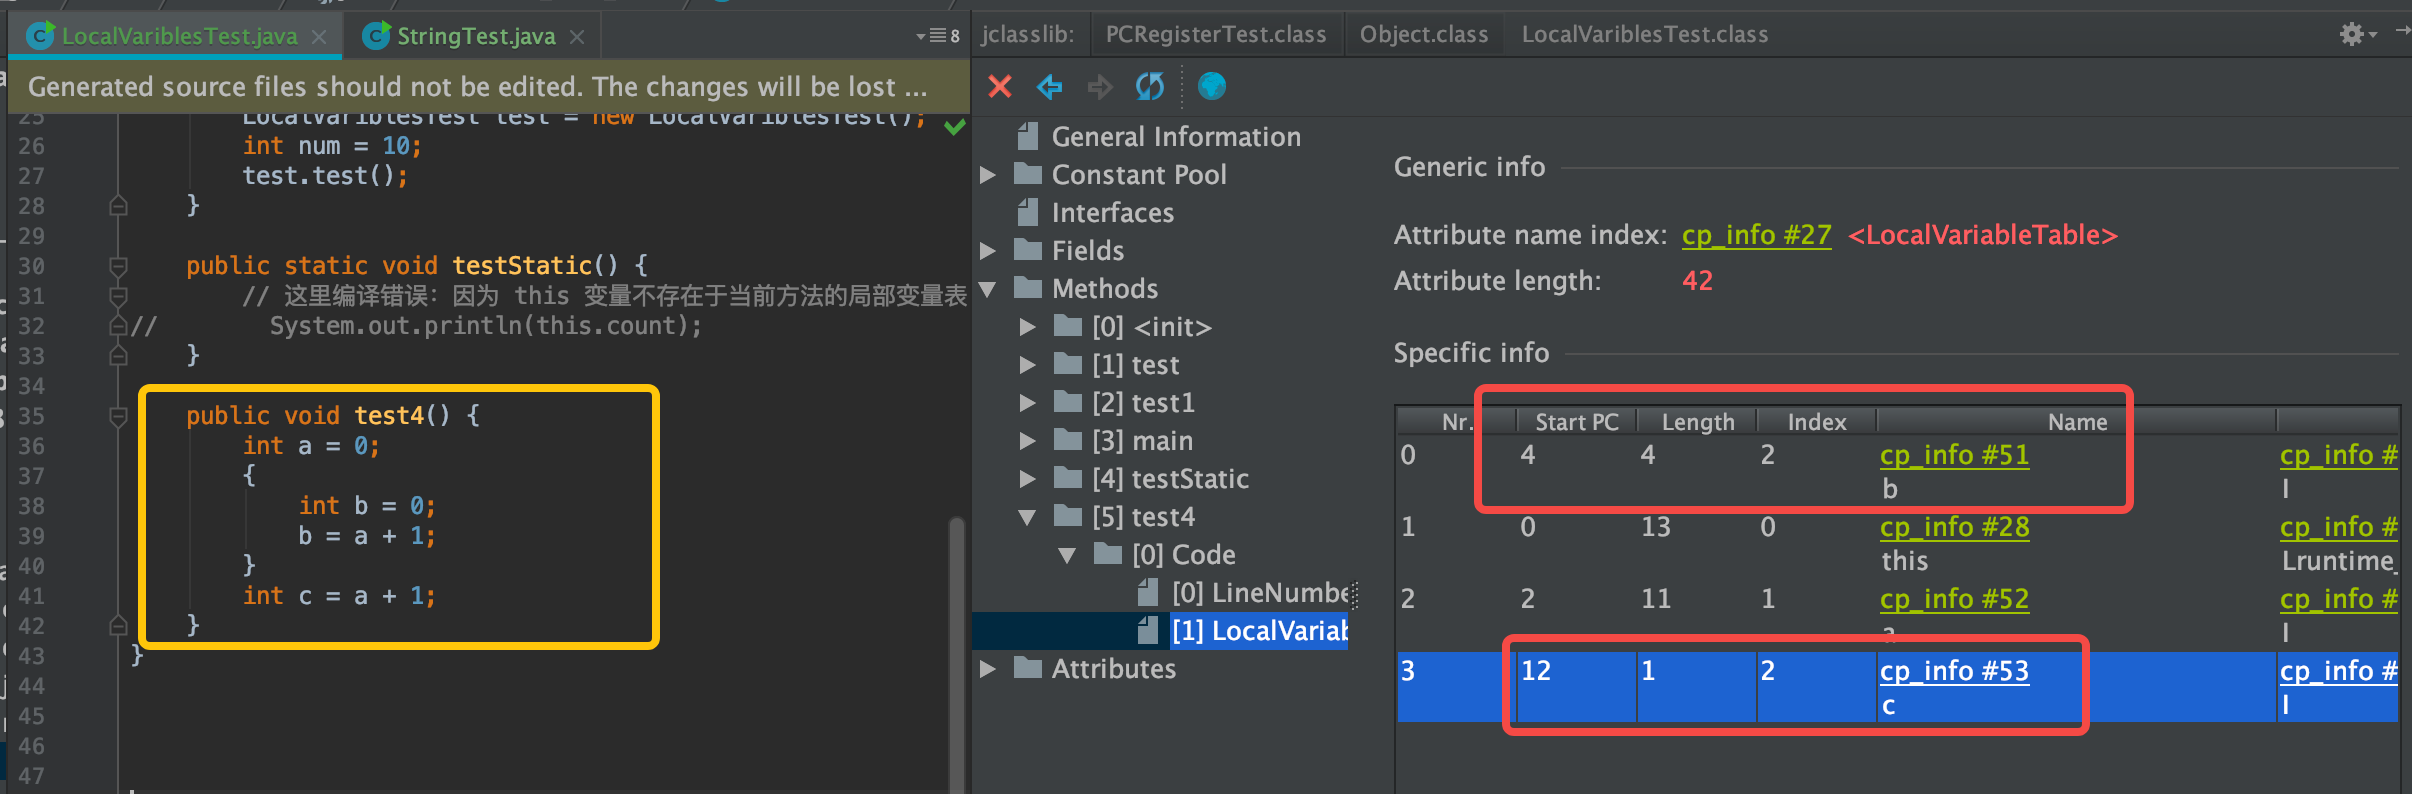 LocalVariblesTest.java
StringTest.java
8
Generated source files should not be edited. The changes will be lost ...
25 LocalVariblesTest test = new LocalVariblesTest();
26 int num = 10;
27 test.test();
28 }
29
30 public static void testStatic() {
31 // 这里编译错误：因为 this 变量不存在于当前方法的局部变量表
32 // System.out.println(this.count);
33 }
34
35 public void test4() {
36 int a = 0;
37 {
38 int b = 0;
39 b = a + 1;
40 }
41 int c = a + 1;
42 }
43 }
44
45
46
47
jclasslib: PCRegisterTest.class Object.class LocalVariblesTest.class
General Information
Constant Pool
Interfaces
Fields
Methods
[0] <init>
[1] test
[2] test1
[3] main
[4] testStatic
[5] test4
[0] Code
[0] LineNumbe
[1] LocalVariab
Attributes
Generic info
Attribute name index: cp_info #27 <LocalVariableTable>
Attribute length: 42
Specific info
Nr. Start PC Length Index Name
0 4 4 2 cp_info #51 cp_info #
b I
1 0 13 0 cp_info #28 cp_info #
this Lruntime_
2 2 11 1 cp_info #52 cp_info #
a I
3 12 1 2 cp_info #53 cp_info #
c I